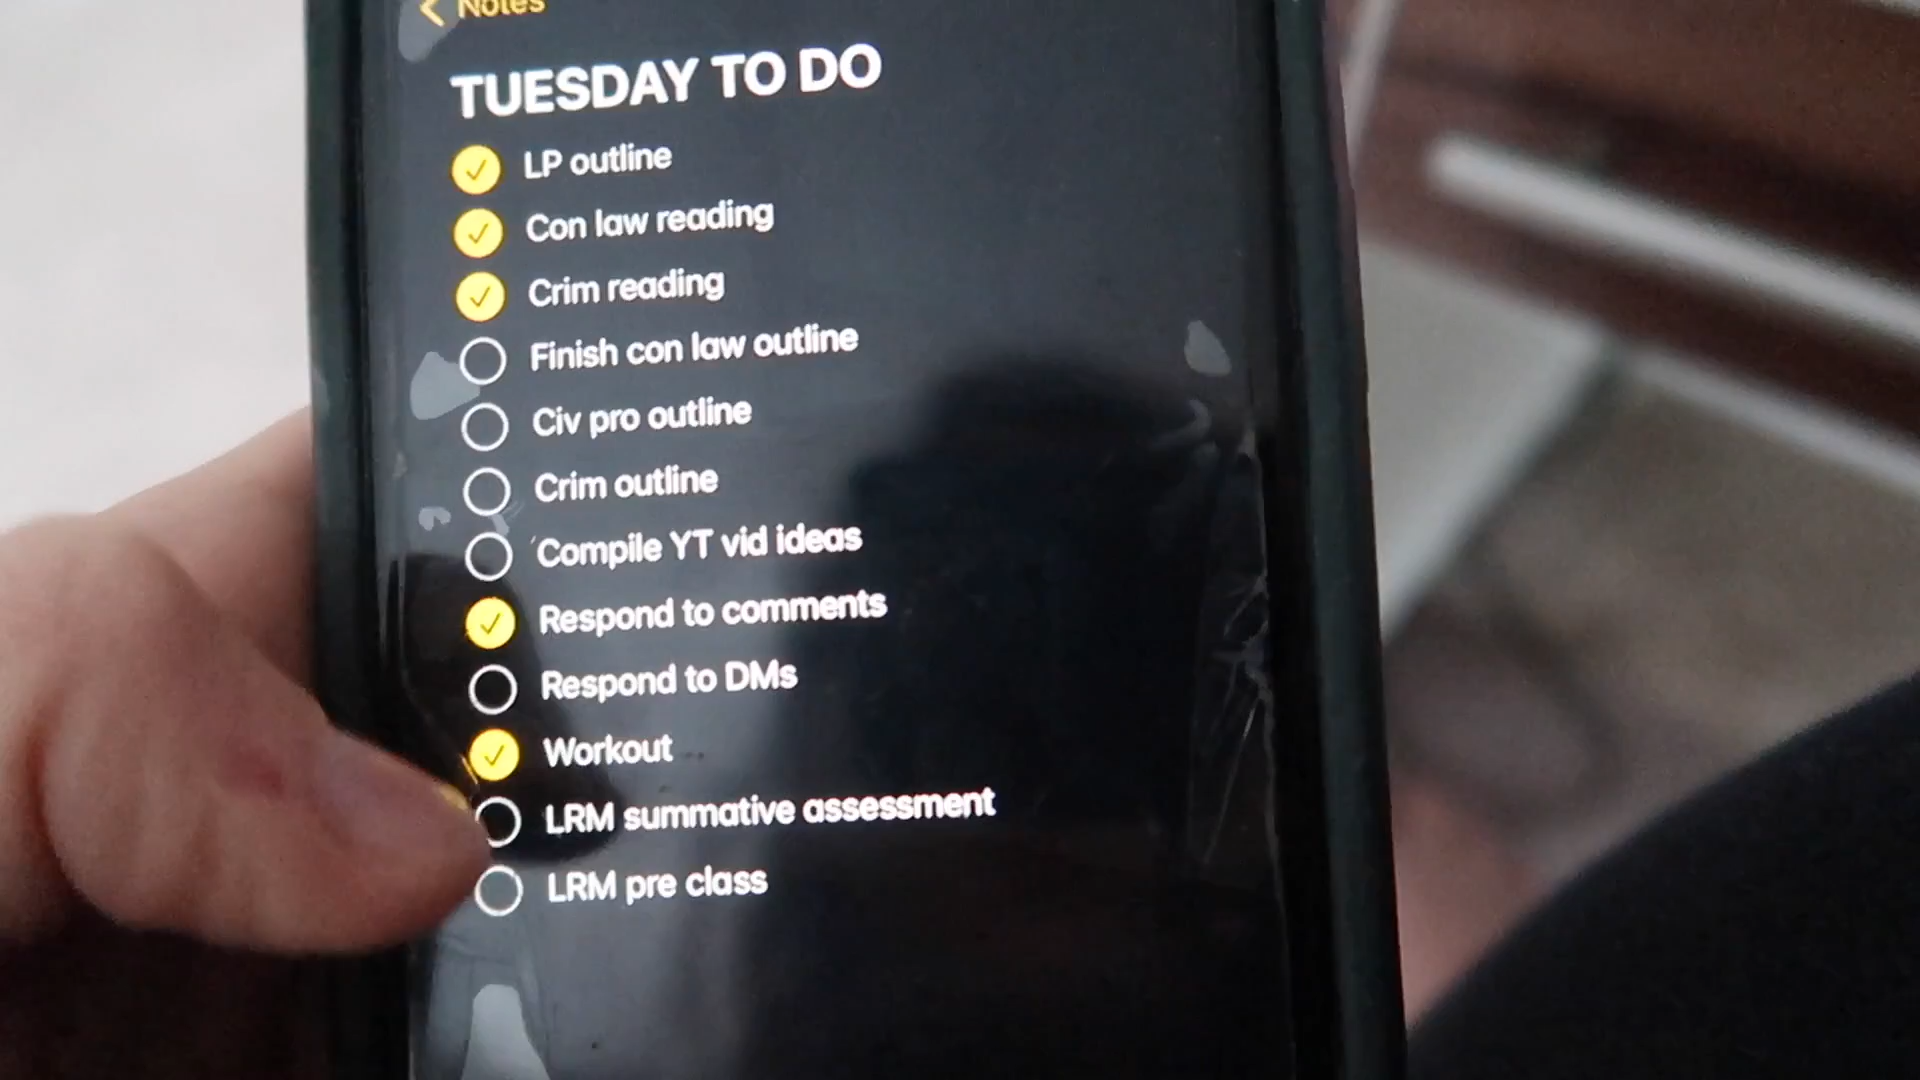 Notes
TUESDAY TO DO
LP outline
Con law reading
Crim reading
Finish con law outline
Civ pro outline
Crim outline
Compile YT vid ideas
Respond to comments
Respond to DMs
Workout
LRM summative assessment
LRM pre class